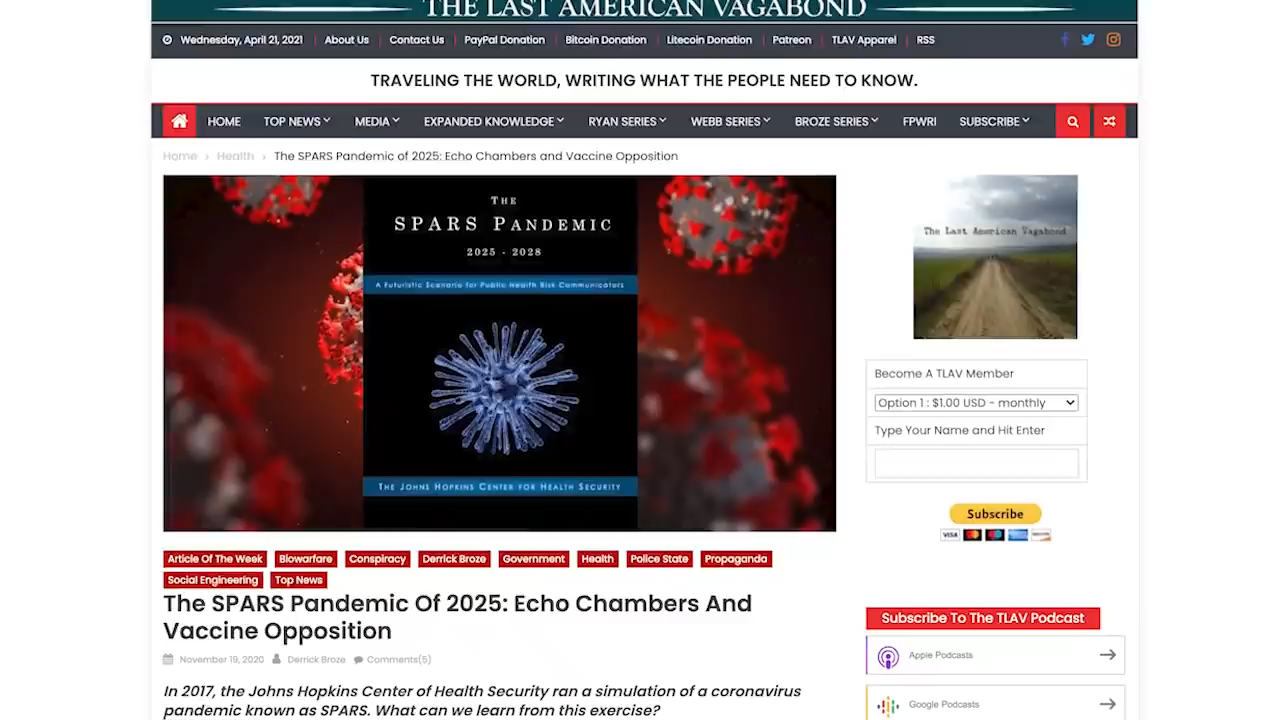 THE LAST AMERICAN VAGABOND
Wednesday, April 21, 2021 About Us Contact Us PayPal Donation Bitcoin Donation Litecoin Donation Patreon TLAV Apparel RSS
TRAVELING THE WORLD, WRITING WHAT THE PEOPLE NEED TO KNOW.
HOME TOP NEWS MEDIA EXPANDED KNOWLEDGE RYAN SERIES WEBB SERIES BROZE SERIES FPWRI SUBSCRIBE
Home › Health › The SPARS Pandemic of 2025: Echo Chambers and Vaccine Opposition
THE
SPARS PANDEMIC
2025 - 2028
A Futuristic Scenario for Public Health Risk Communicators
THE JOHNS HOPKINS CENTER FOR HEALTH SECURITY
The Last American Vagabond
Become A TLAV Member
Option 1 : $1.00 USD - monthly
Type Your Name and Hit Enter
Subscribe
VISA
Article Of The Week Biowarfare Conspiracy Derrick Broze Government Health Police State Propaganda
Social Engineering Top News
The SPARS Pandemic Of 2025: Echo Chambers And
Vaccine Opposition
November 19, 2020 Derrick Broze Comments(5)
In 2017, the Johns Hopkins Center of Health Security ran a simulation of a coronavirus
pandemic known as SPARS. What can we learn from this exercise?
Subscribe To The TLAV Podcast
Apple Podcasts
Google Podcasts